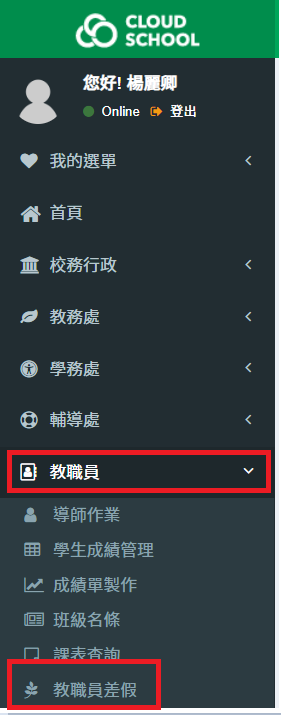 CLOUD
SCHOOL
您好! 楊麗卿
Online 登出
我的選單
首頁
校務行政
教務處
學務處
輔導處
教職員
導師作業
學生成績管理
成績單製作
班級名條
課表查詢
教職員差假